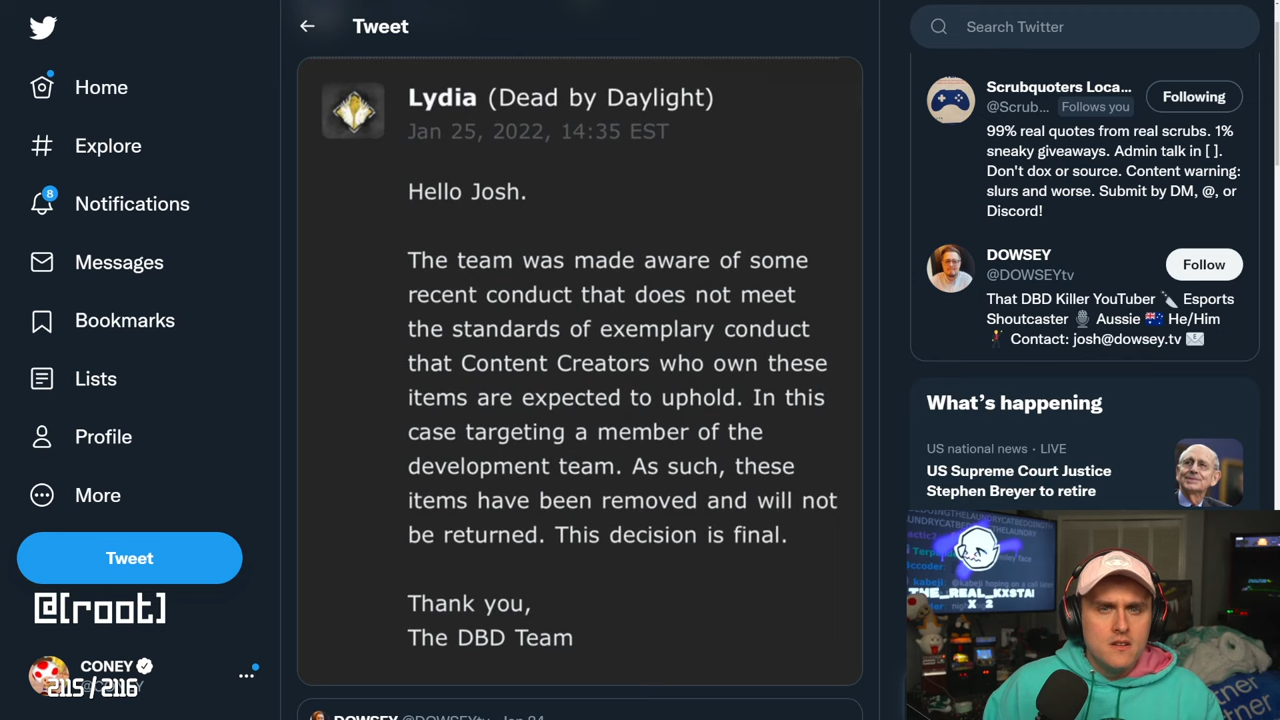 Tweet
Search Twitter
Home
Explore
8
Notifications
Messages
Bookmarks
Lists
Profile
More
Tweet
@[root]
CONEY
2115/2116
Lydia (Dead by Daylight)
Jan 25, 2022, 14:35 EST
Hello Josh.
The team was made aware of some
recent conduct that does not meet
the standards of exemplary conduct
that Content Creators who own these
items are expected to uphold. In this
case targeting a member of the
development team. As such, these
items have been removed and will not
be returned. This decision is final.
Thank you,
The DBD Team
DOWSEY @DOWSEYtv · Jan 24
Scrubquoters Loca...
@Scrub... Follows you
Following
99% real quotes from real scrubs. 1%
sneaky giveaways. Admin talk in [ ].
Don't dox or source. Content warning:
slurs and worse. Submit by DM, @, or
Discord!
DOWSEY
@DOWSEYtv
Follow
That DBD Killer YouTuber 🔪 Esports
Shoutcaster 🎙️ Aussie 🇦🇺 He/Him
Contact: josh@dowsey.tv ✉️
What's happening
US national news · LIVE
US Supreme Court Justice
Stephen Breyer to retire
THE_REAL_KXSTA
X 2